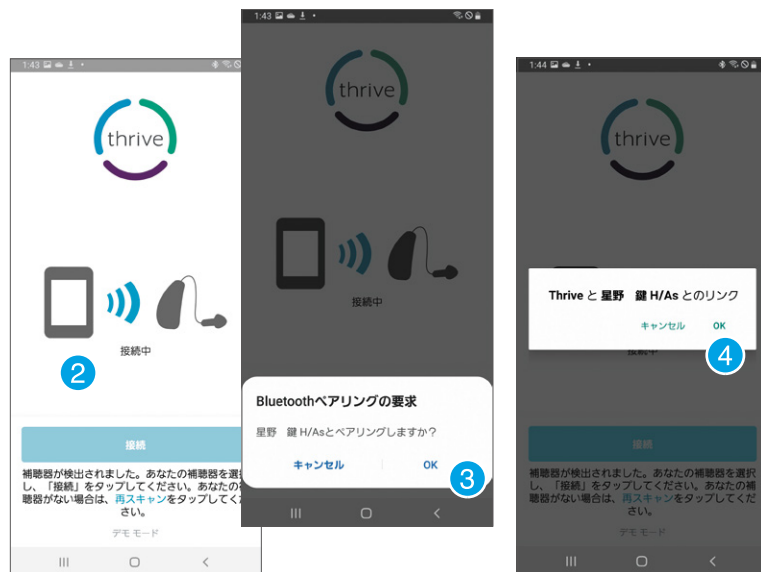 1:43
thrive
接続中
2
接続
補聴器が検出されました。あなたの補聴器を選
し、「接続」をタップしてください。あなたの
聴器がない場合は、再スキャンをタップしてく
さい。
デモ モード
1:43
thrive
接続中
Bluetoothペアリングの要求
星野 鍵 H/Asとペアリングしますか?
キャンセル OK
3
1:44
thrive
Thrive と 星野 鍵 H/As とのリンク
キャンセル OK
4
接続中
接続
補聴器が検出されました。あなたの補聴器を選択
し、「接続」をタップしてください。あなたの補
聴器がない場合は、再スキャンをタップしてくだ
さい。
デモ モード